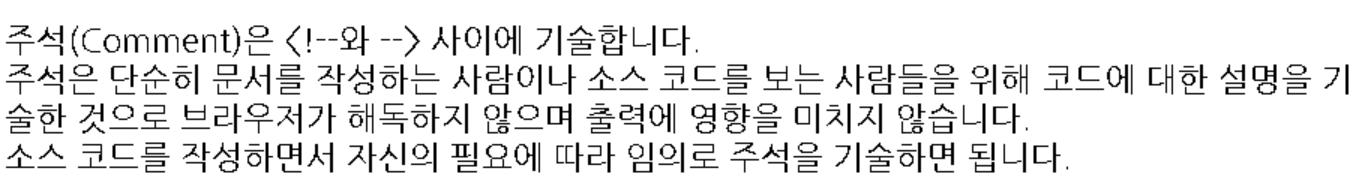 주석(Comment)은 <!--와 --> 사이에 기술합니다.
주석은 단순히 문서를 작성하는 사람이나 소스 코드를 보는 사람들을 위해 코드에 대한 설명을 기
술한 것으로 브라우저가 해독하지 않으며 출력에 영향을 미치지 않습니다.
소스 코드를 작성하면서 자신의 필요에 따라 임의로 주석을 기술하면 됩니다.